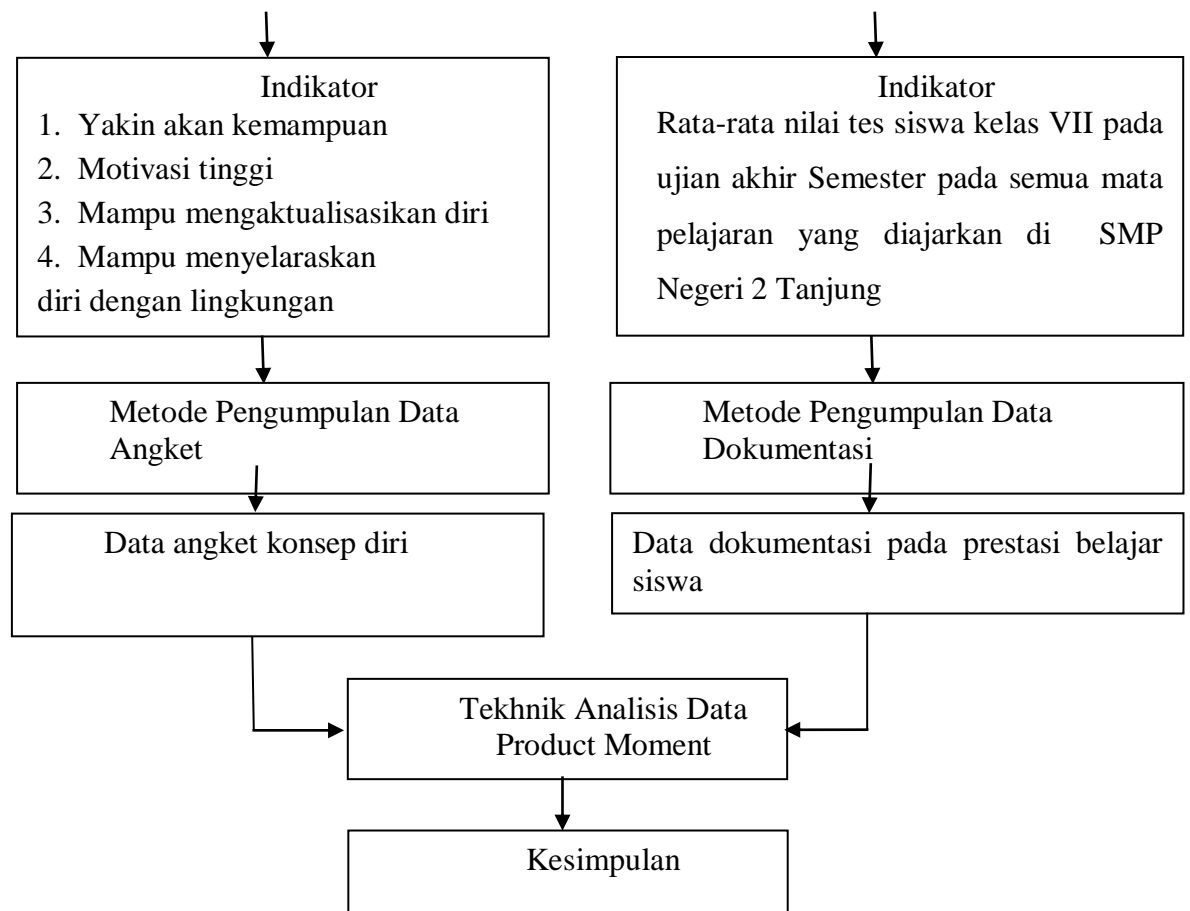 Indikator
1. Yakin akan kemampuan
2. Motivasi tinggi
3. Mampu mengaktualisasikan diri
4. Mampu menyelaraskan
diri dengan lingkungan
Indikator
Rata-rata nilai tes siswa kelas VII pada
ujian akhir Semester pada semua mata
pelajaran yang diajarkan di SMP
Negeri 2 Tanjung
Metode Pengumpulan Data
Angket
Metode Pengumpulan Data
Dokumentasi
Data angket konsep diri
Data dokumentasi pada prestasi belajar
siswa
Tekhnik Analisis Data
Product Moment
Kesimpulan